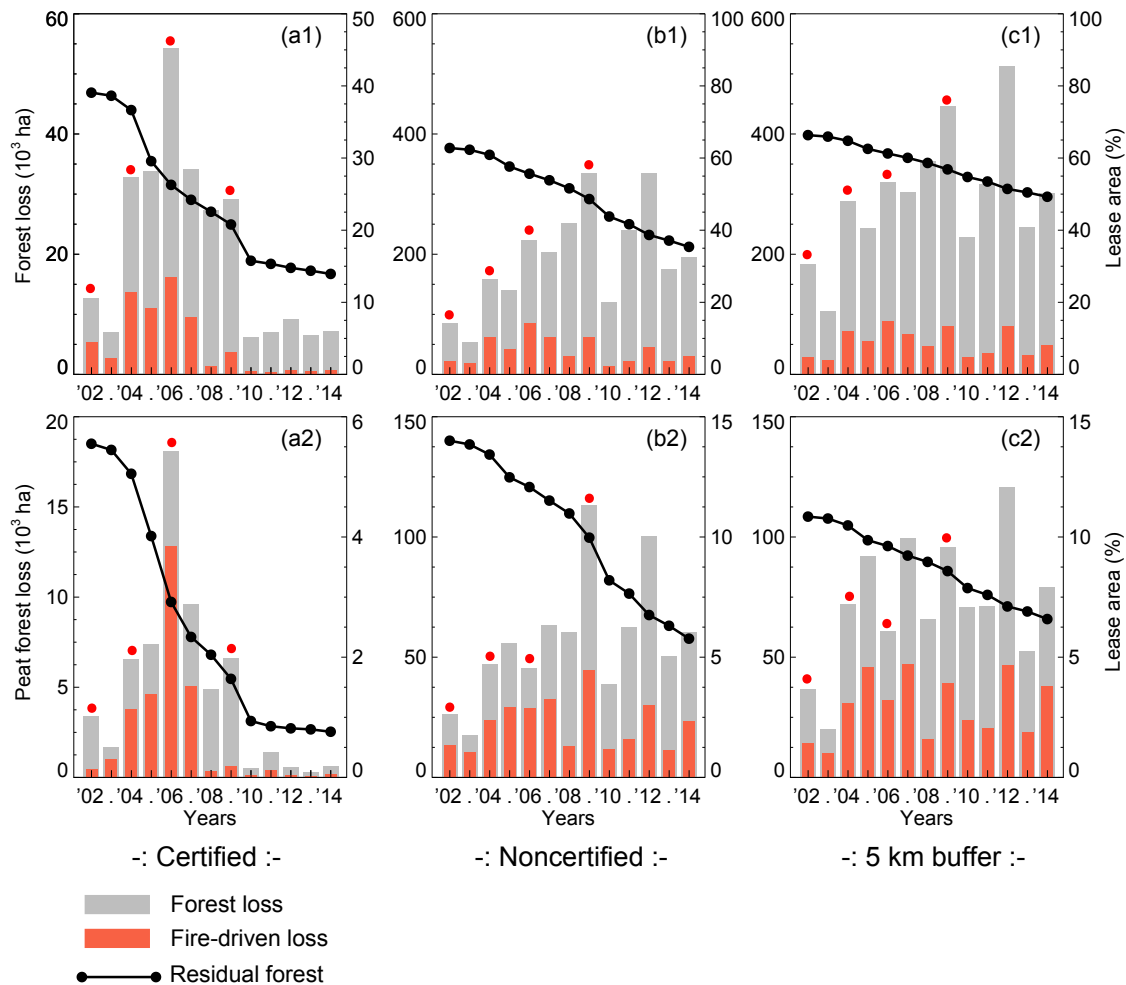 60
50
(a1)
40
40
30
20
20
10
0
0
Forest loss (10³ ha)
'02 . '04 . '06 . '08 . '10 . '12 . '14
600
100
(b1)
80
400
60
40
200
20
0
0
'02 . '04 . '06 . '08 . '10 . '12 . '14
600
100
(c1)
80
400
60
40
200
20
0
0
Lease area (%)
'02 . '04 . '06 . '08 . '10 . '12 . '14
20
6
(a2)
15
4
10
2
5
0
0
Peat forest loss (10³ ha)
'02 . '04 . '06 . '08 . '10 . '12 . '14
Years
150
15
(b2)
100
10
50
5
0
0
'02 . '04 . '06 . '08 . '10 . '12 . '14
Years
150
15
(c2)
100
10
50
5
0
0
Lease area (%)
'02 . '04 . '06 . '08 . '10 . '12 . '14
Years
-: Certified :-
-: Noncertified :-
-: 5 km buffer :-
Forest loss
Fire-driven loss
Residual forest